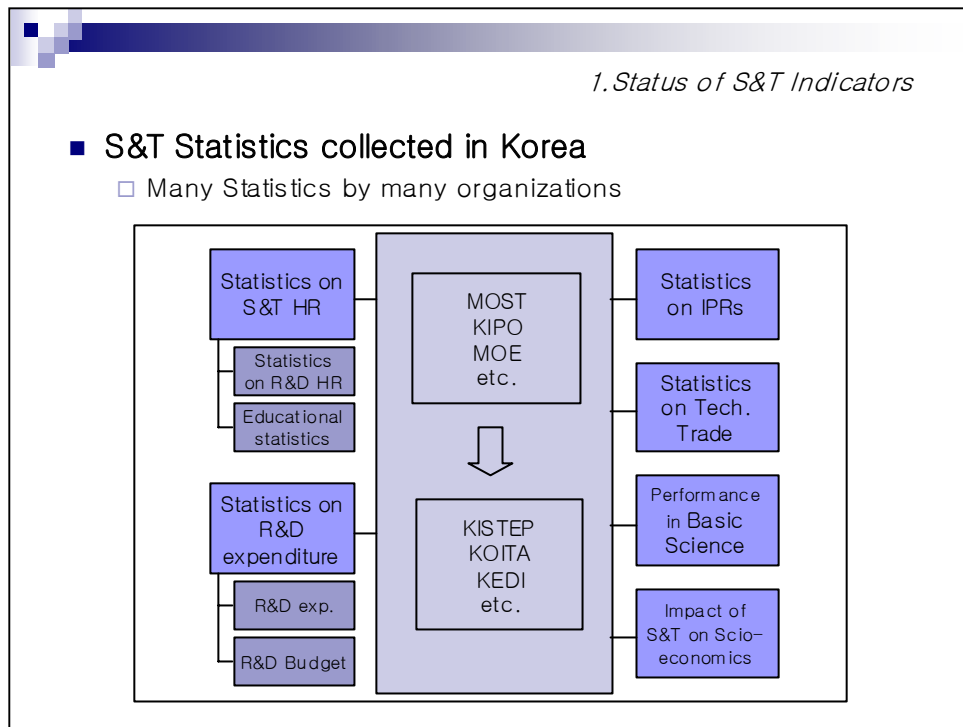 1.Status of S&T Indicators
S&T Statistics collected in Korea
Many Statistics by many organizations
Statistics on
S&T HR
Statistics
on R&D HR
Educational
statistics
Statistics on
R&D
expenditure
R&D exp.
R&D Budget
MOST
KIPO
MOE
etc.
KISTEP
KOITA
KEDI
etc.
Statistics
on IPRs
Statistics
on Tech.
Trade
Performance
in Basic
Science
Impact of
S&T on Scio-
economics